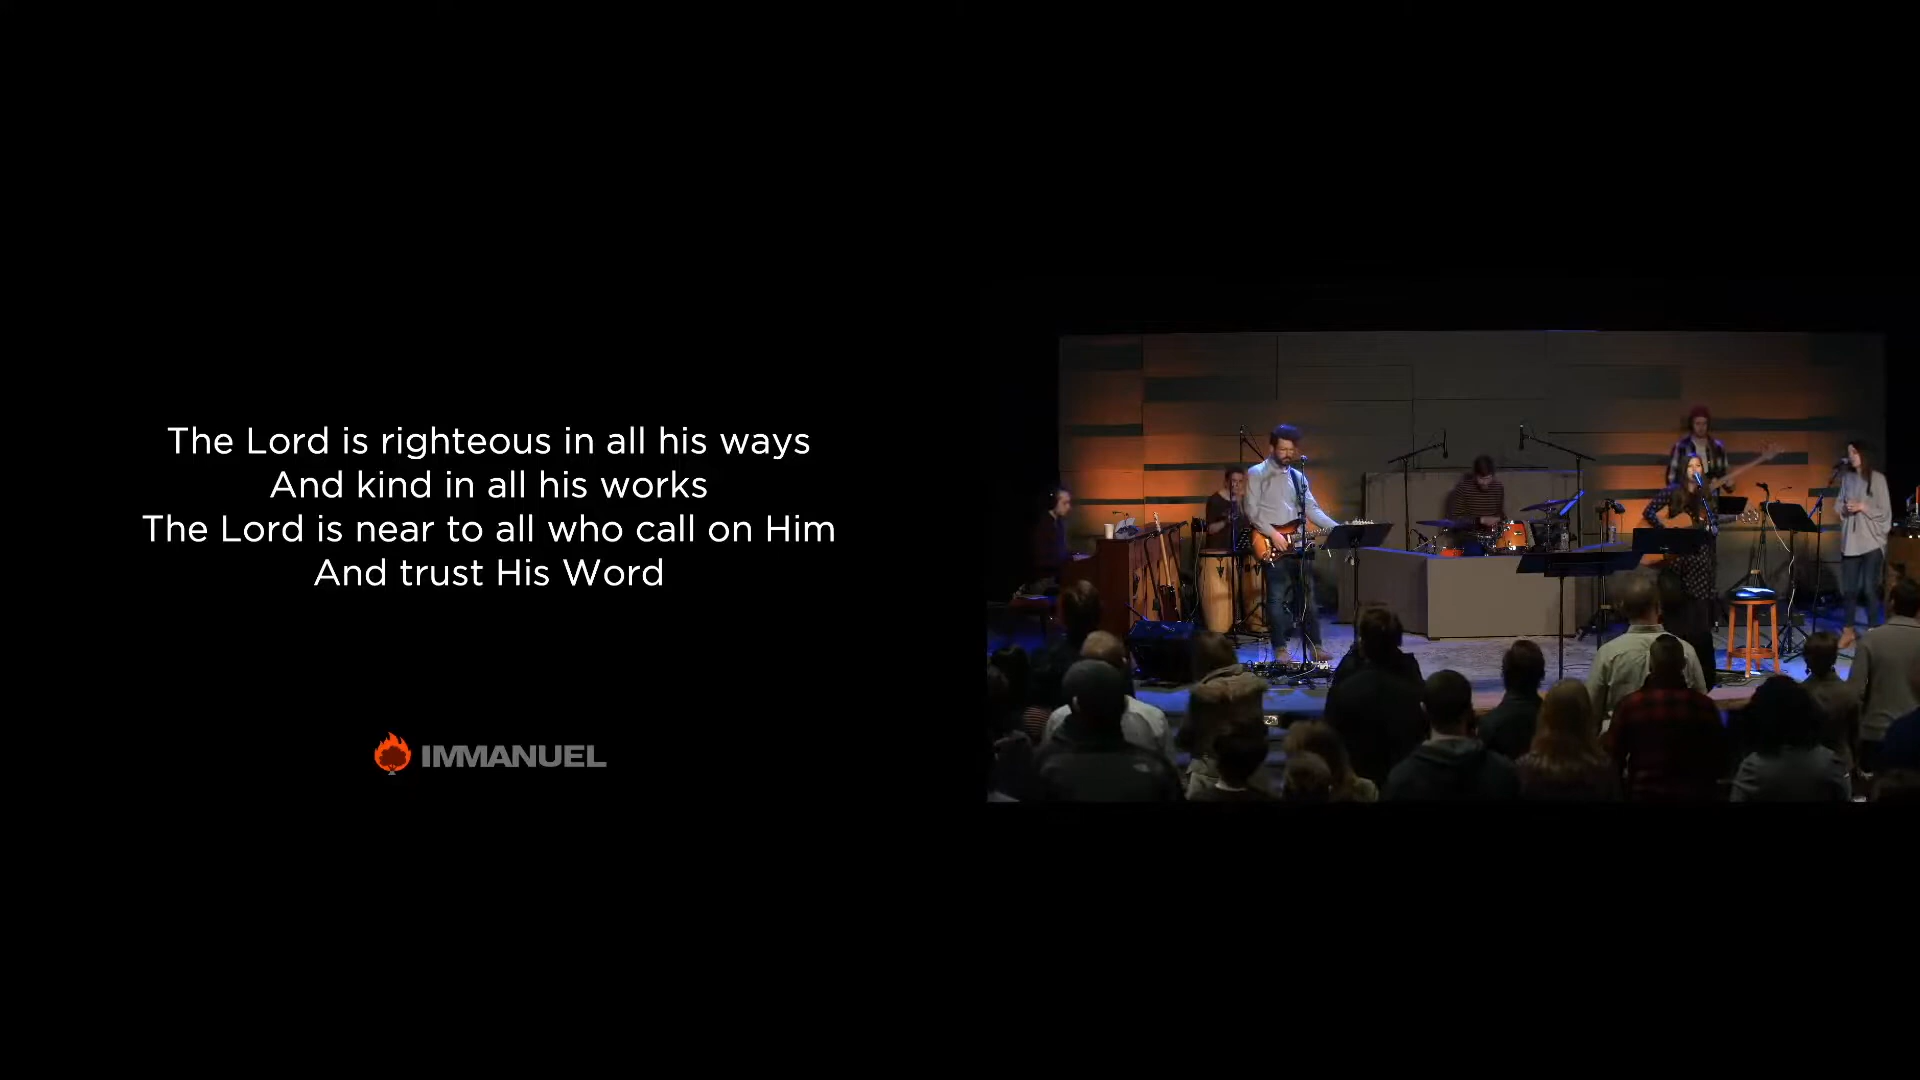 The Lord is righteous in all his ways
And kind in all his works
The Lord is near to all who call on Him
And trust His Word
IMMANUEL